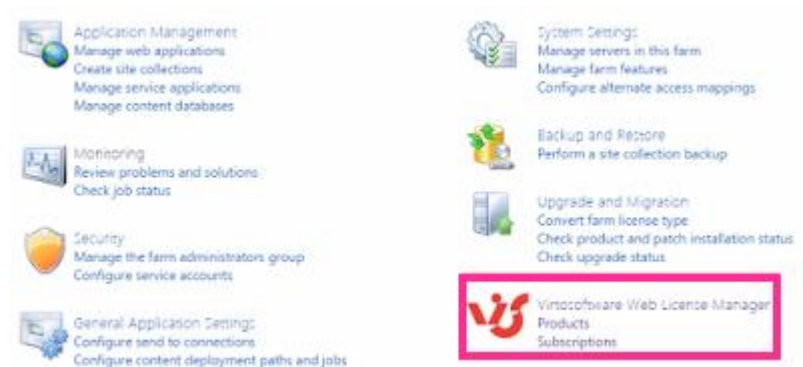 Application Management
Manage web applications
Create site collections
Manage service applications
Manage content databases
Monitoring
Review problems and solutions
Check job status
Security
Manage the farm administrators group
Configure service accounts
General Application Settings
Configure send to connections
Configure content deployment paths and jobs
System Settings
Manage servers in this farm
Manage farm features
Configure alternate access mappings
Backup and Restore
Perform a site collection backup
Upgrade and Migration
Convert farm license type
Check product and patch installation status
Check upgrade status
Virtosoftware Web License Manager
Products
Subscriptions